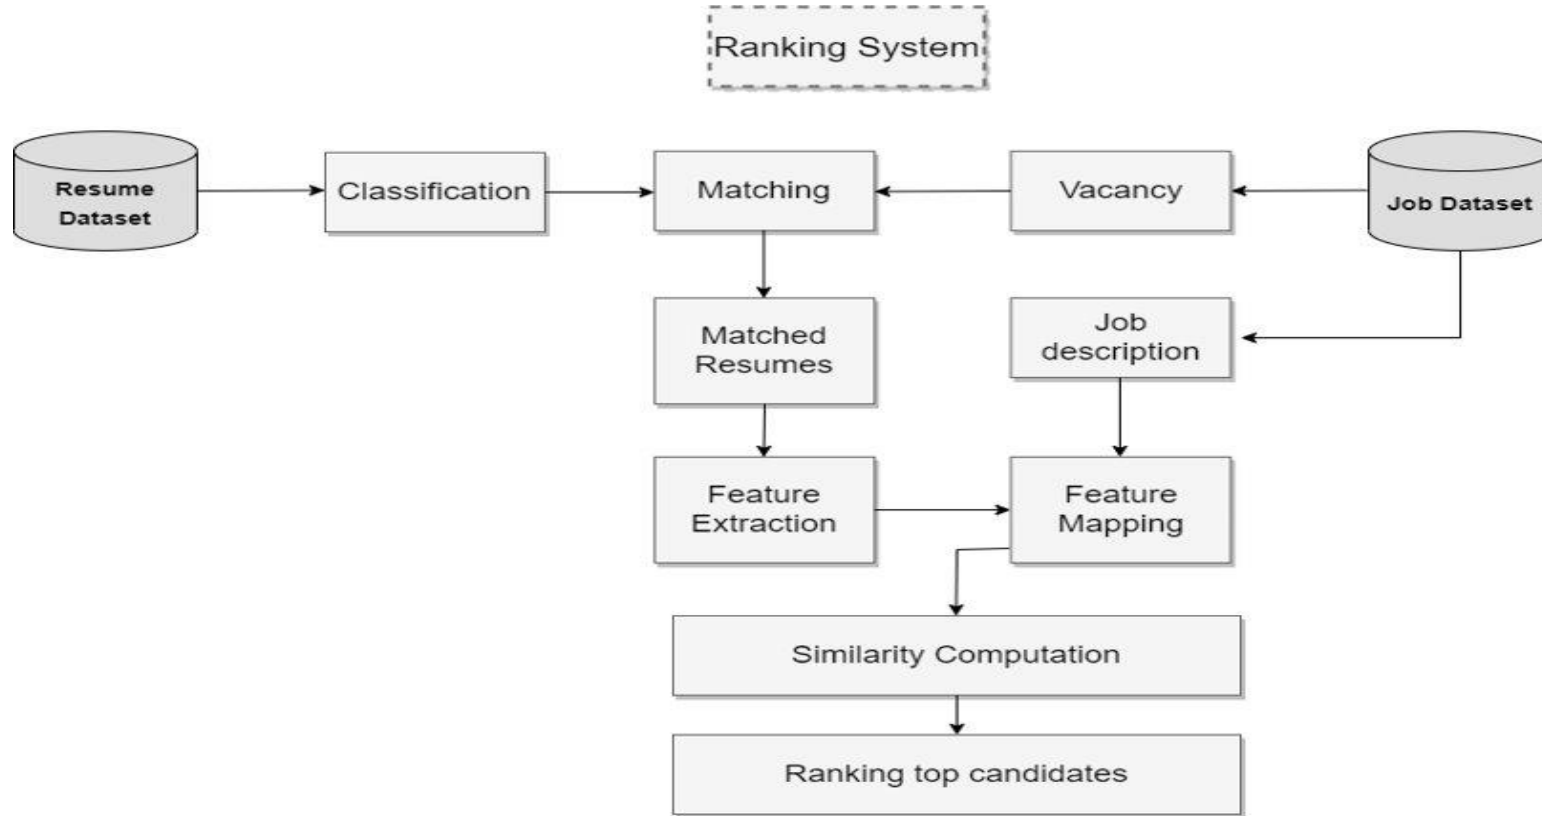 Ranking System
Resume
Dataset
Classification
Matching
Vacancy
Job Dataset
Matched
Resumes
Job
description
Feature
Extraction
Feature
Mapping
Similarity Computation
Ranking top candidates